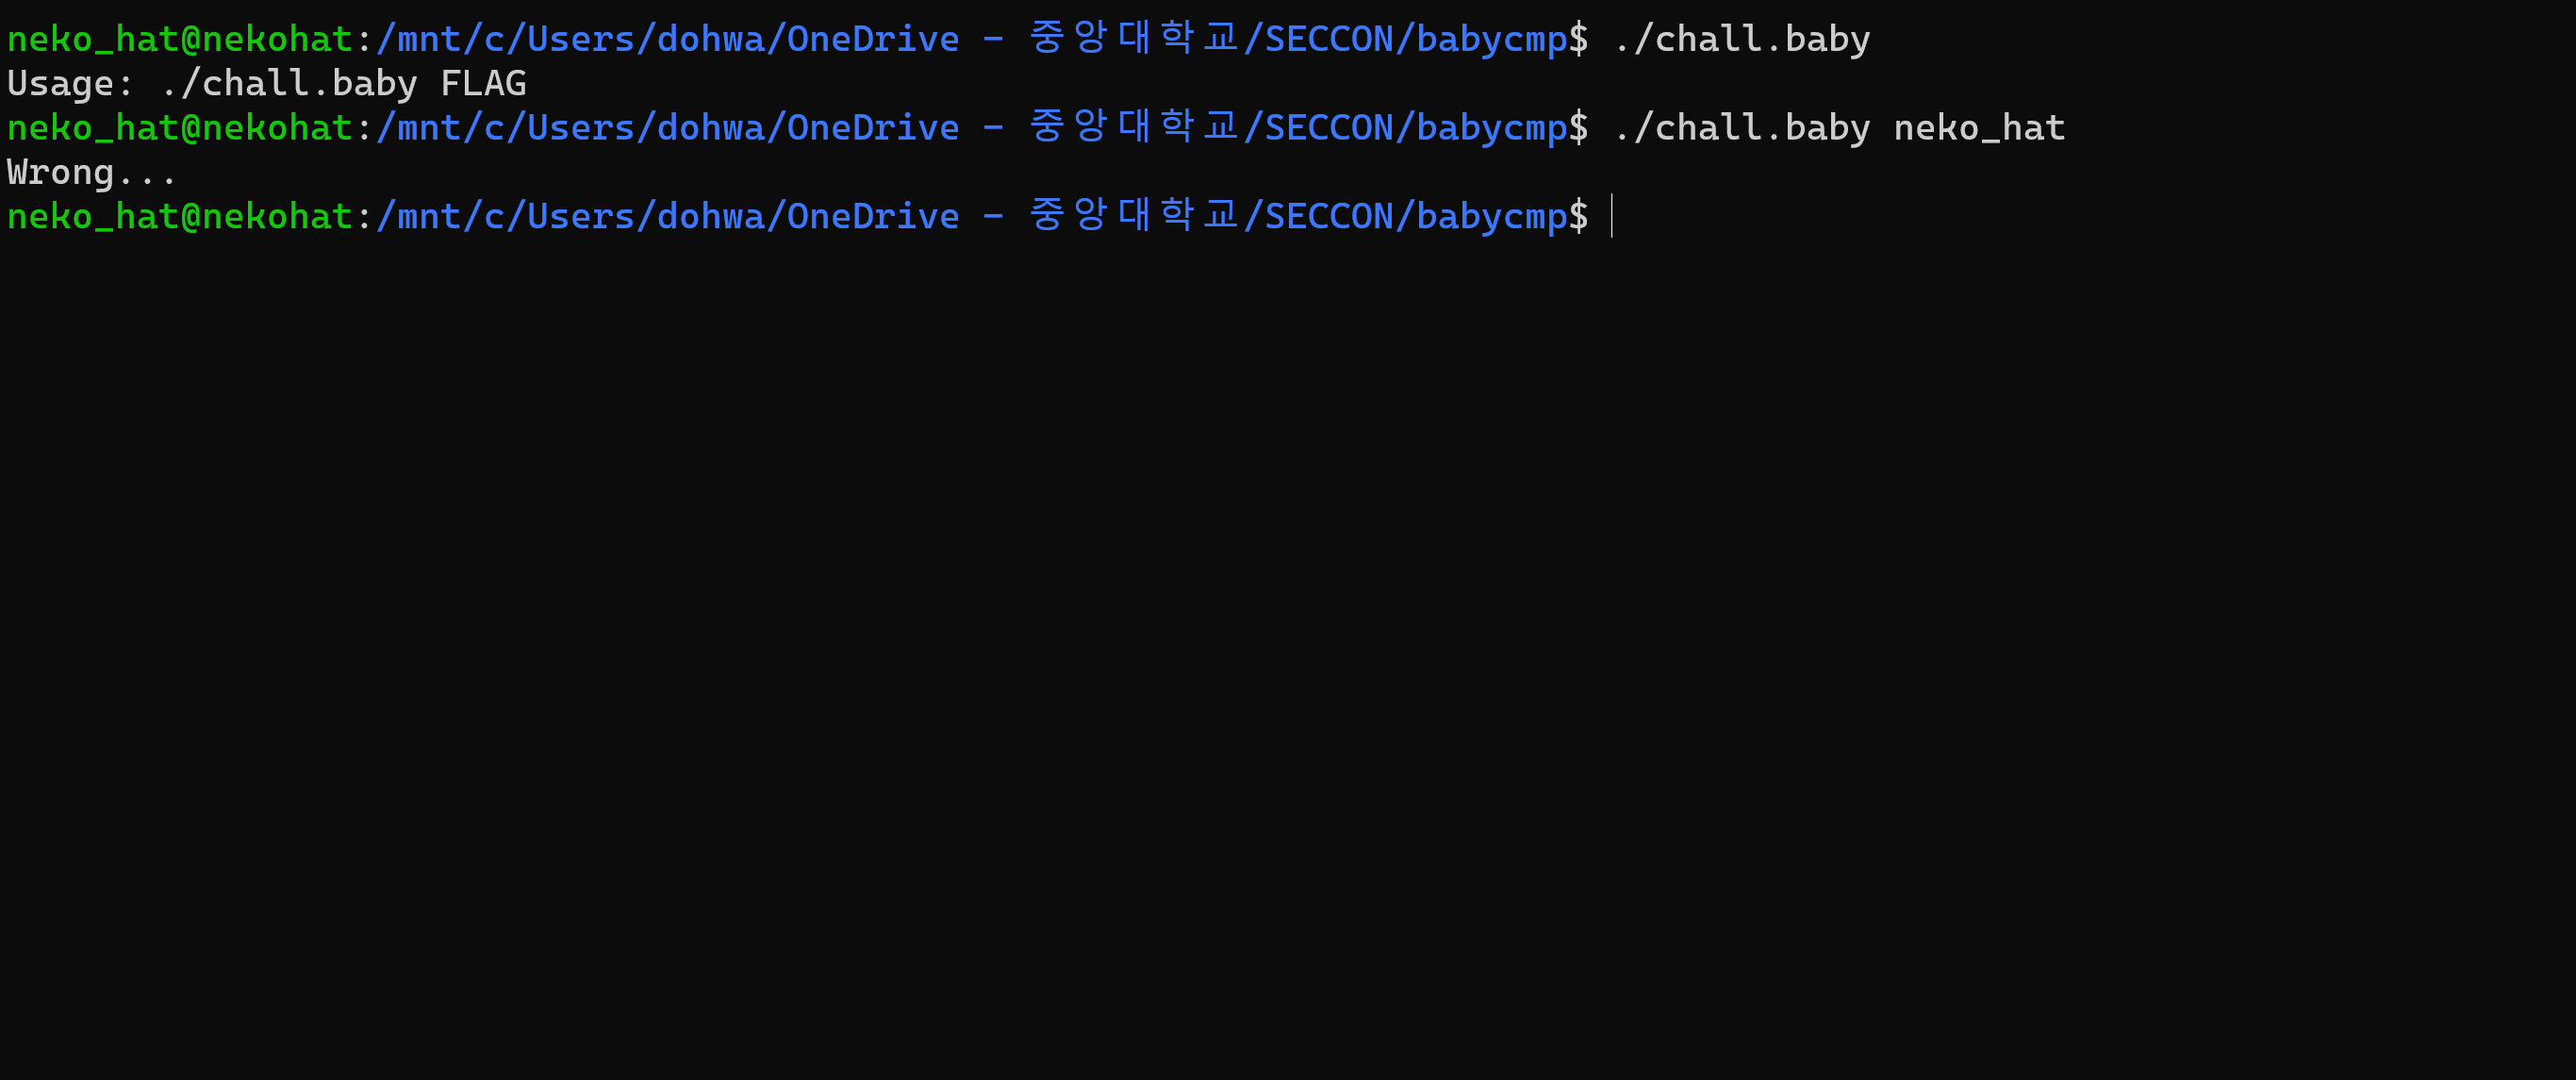 neko_hat@nekohat:/mnt/c/Users/dohwa/OneDrive - 중앙대학교/SECCON/babycmp$ ./chall.baby
Usage: ./chall.baby FLAG
neko_hat@nekohat:/mnt/c/Users/dohwa/OneDrive - 중앙대학교/SECCON/babycmp$ ./chall.baby neko_hat
Wrong...
neko_hat@nekohat:/mnt/c/Users/dohwa/OneDrive - 중앙대학교/SECCON/babycmp$